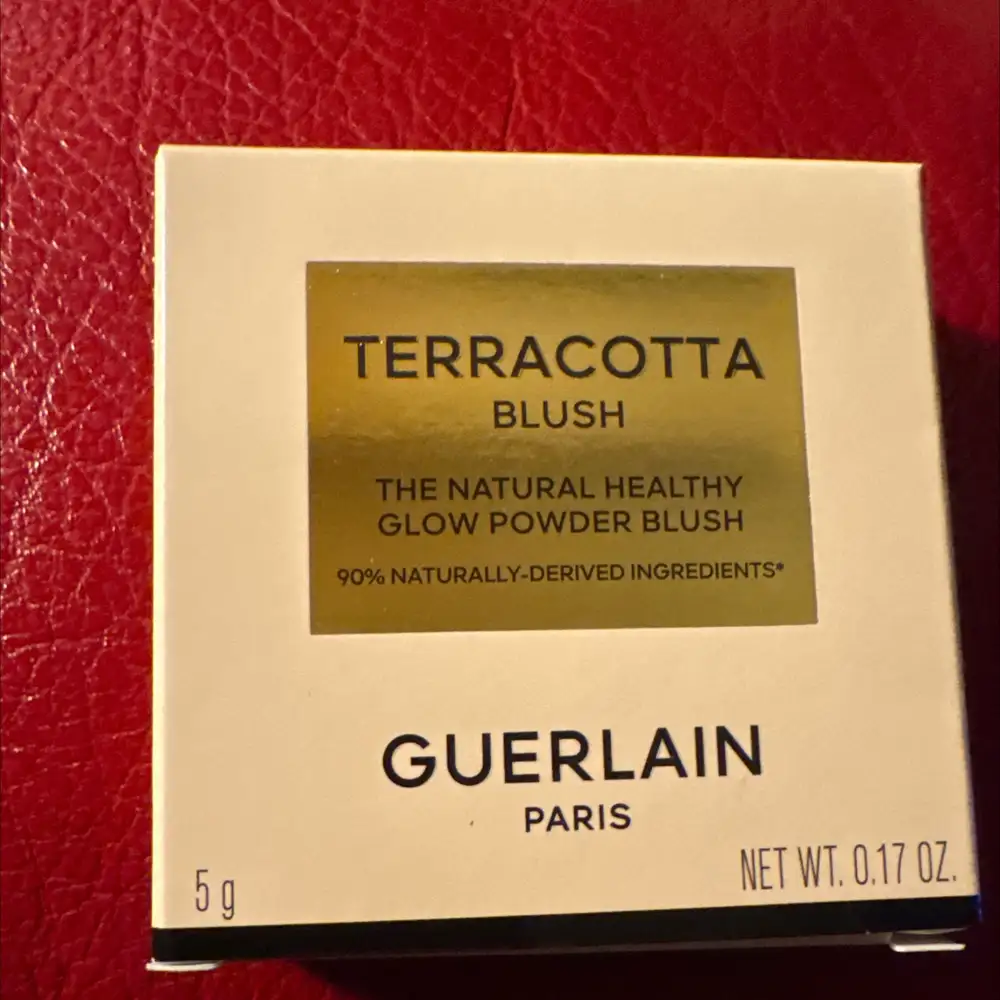 TERRACOTTA
BLUSH
THE NATURAL HEALTHY
GLOW POWDER BLUSH
90% NATURALLY-DERIVED INGREDIENTS*
GUERLAIN
PARIS
5 g
NET WT. 0.17 OZ.